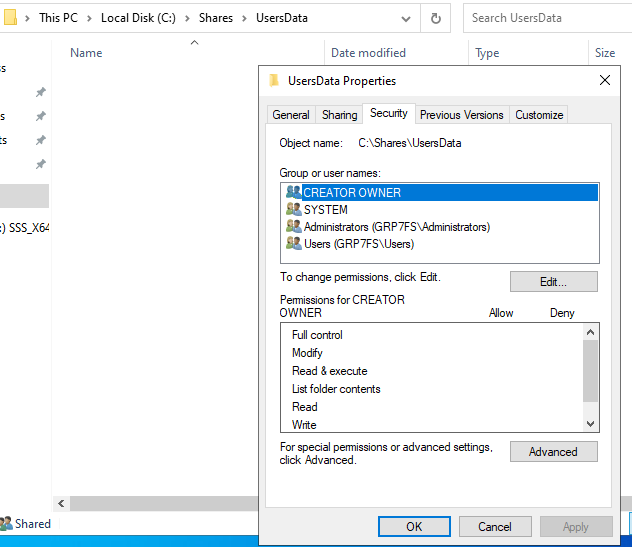 This PC > Local Disk (C:) > Shares > UsersData
Search UsersData
Name Date modified Type Size
ss
s
ts
:) SSS_X64
UsersData Properties
General Sharing Security Previous Versions Customize
Object name: C:\Shares\UsersData
Group or user names:
CREATOR OWNER
SYSTEM
Administrators (GRP7FS\Administrators)
Users (GRP7FS\Users)
To change permissions, click Edit.
Edit...
Permissions for CREATOR
OWNER Allow Deny
Full control
Modify
Read & execute
List folder contents
Read
Write
For special permissions or advanced settings,
click Advanced.
Advanced
OK Cancel Apply
Shared